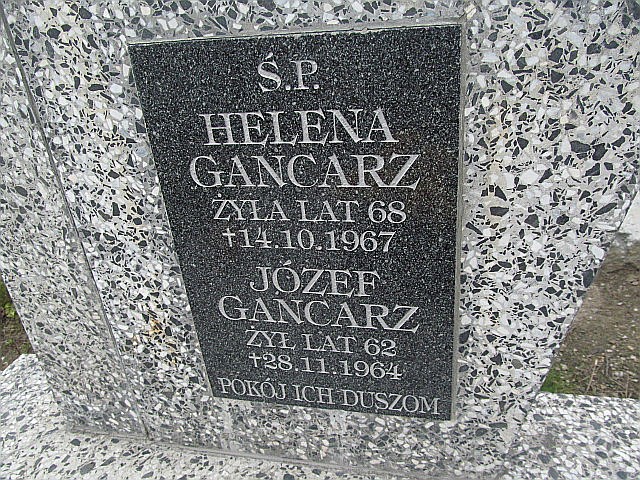 Ś.P.
HELENA
GANCARZ
ŻYŁA LAT 68
†14.10.1967
JÓZEF
GANCARZ
ŻYŁ LAT 62
†28.11.1964
POKÓJ ICH DUSZOM